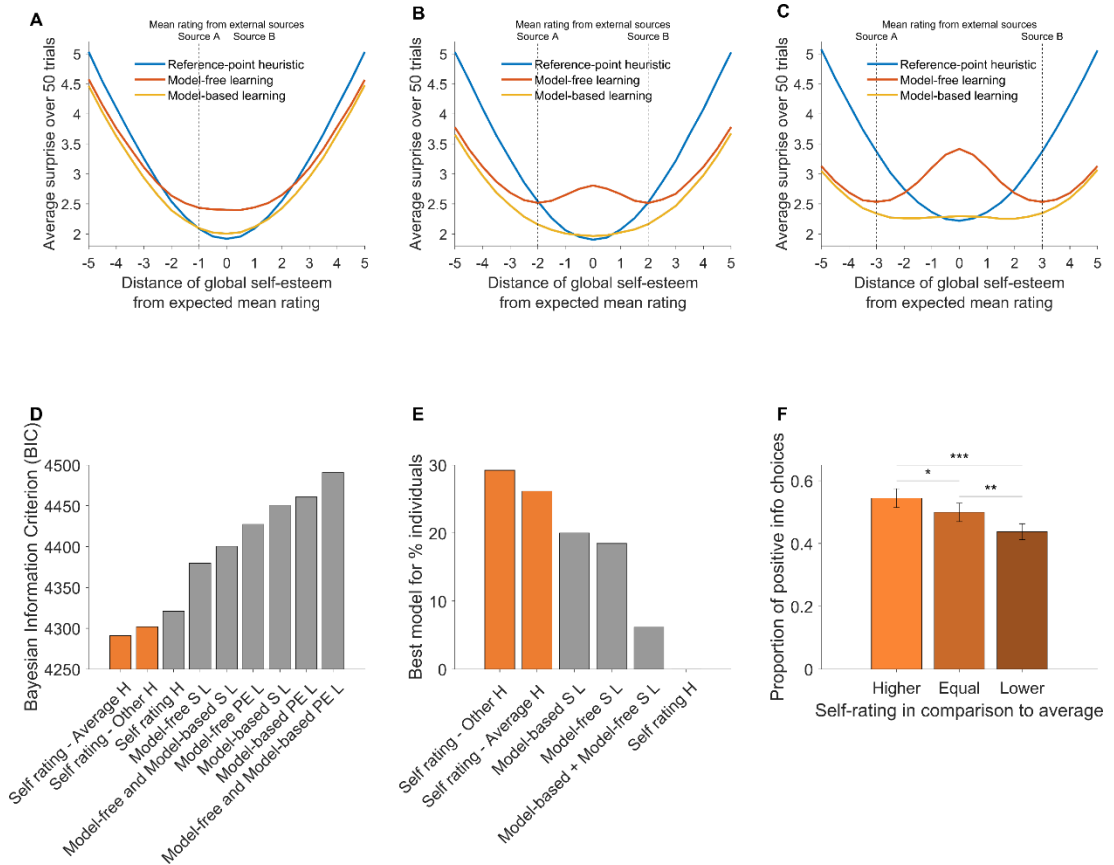 A
Mean rating from external sources
Source A Source B
Reference-point heuristic
Model-free learning
Model-based learning
Average surprise over 50 trials
5
4.5
4
3.5
3
2.5
2
-5 -4 -3 -2 -1 0 1 2 3 4 5
Distance of global self-esteem
from expected mean rating
B
Mean rating from external sources
Source A Source B
Reference-point heuristic
Model-free learning
Model-based learning
Average surprise over 50 trials
5
4.5
4
3.5
3
2.5
2
-5 -4 -3 -2 -1 0 1 2 3 4 5
Distance of global self-esteem
from expected mean rating
C
Mean rating from external sources
Source A Source B
Reference-point heuristic
Model-free learning
Model-based learning
Average surprise over 50 trials
5
4.5
4
3.5
3
2.5
2
-5 -4 -3 -2 -1 0 1 2 3 4 5
Distance of global self-esteem
from expected mean rating
D
Bayesian Information Criterion (BIC)
4500
4450
4400
4350
4300
4250
Self rating - Average H
Self rating - Other H
Self rating H
Model-free S L
Model-free and Model-based S L
Model-free PE L
Model-based S L
Model-based PE L
Model-free and Model-based PE L
E
Best model for % individuals
30
20
10
0
Self rating - Other H
Self rating - Average H
Model-based S L
Model-free S L
Model-based + Model-free S L
Self rating H
F
Proportion of positive info choices
0.6
0.4
0.2
0
***
*
**
Higher Equal Lower
Self-rating in comparison to average